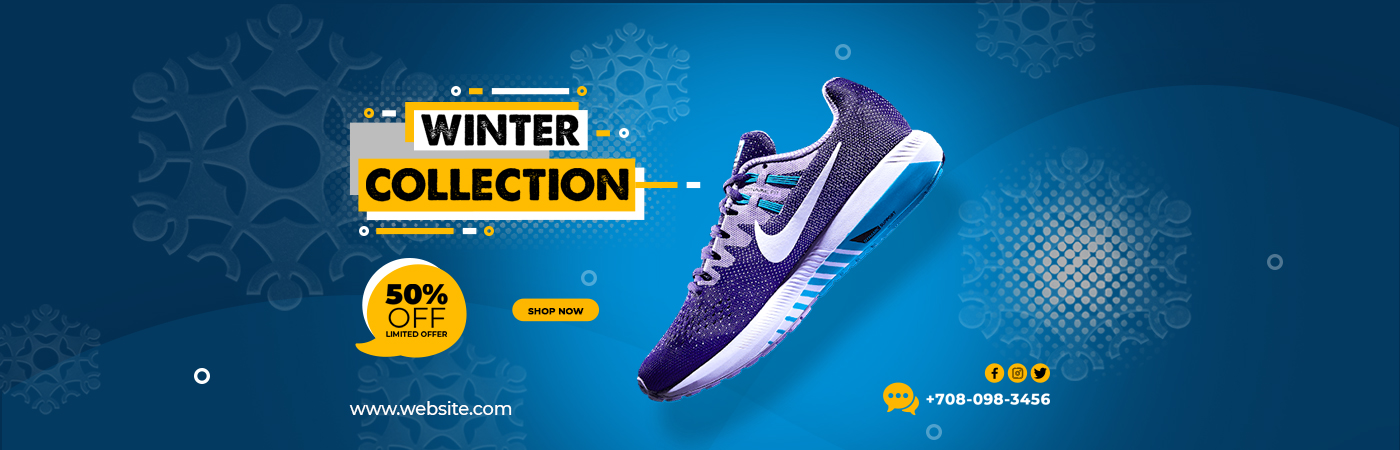 WINTER
COLLECTION
50%
OFF
LIMITED OFFER
SHOP NOW
www.website.com
+708-098-3456